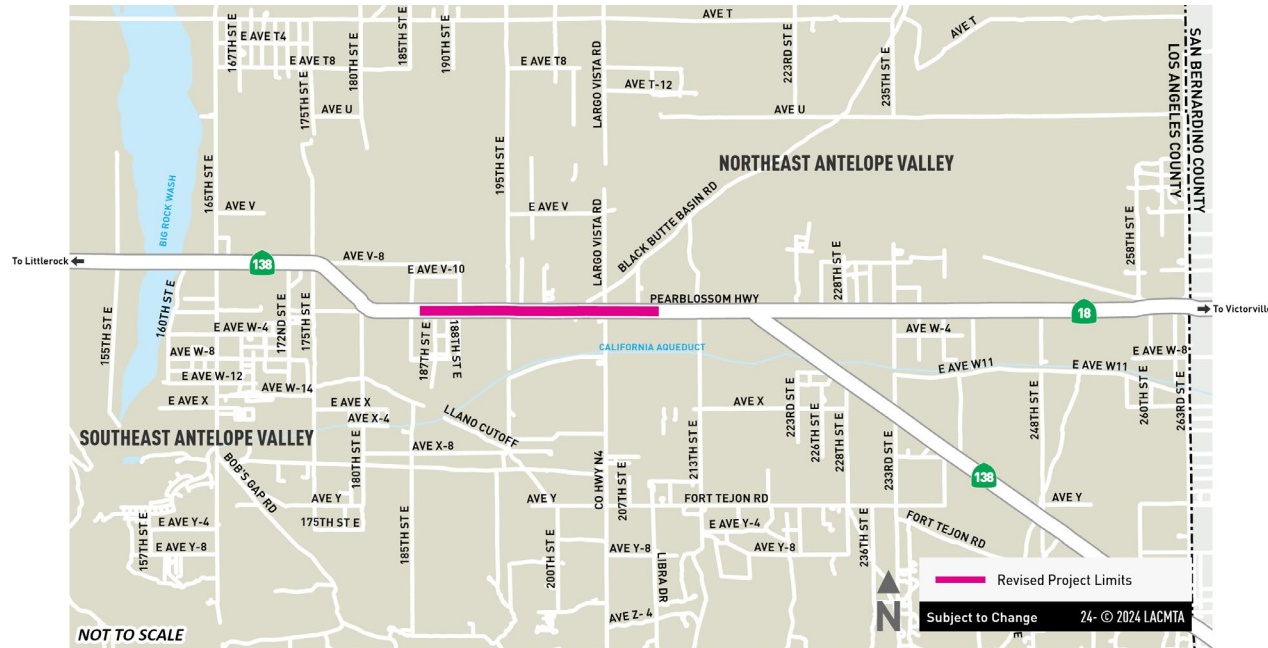 AVE T
E AVE T4
167TH ST E
E AVE T8
175TH ST E
180TH ST E
185TH ST E
190TH ST E
AVE U
E AVE T8
LARGO VISTA RD
AVE T-12
223RD ST E
AVE U
235TH ST E
AVE T
SAN BERNARDINO COUNTY
LOS ANGELES COUNTY
NORTHEAST ANTELOPE VALLEY
195TH ST E
165TH ST E
BIG ROCK WASH
AVE V
E AVE V
LARGO VISTA RD
BLACK BUTTE BASIN RD
258TH ST E
228TH ST E
To Littlerock
138
AVE V-8
E AVE V-10
PEARBLOSSOM HWY
18
To Victorville
155TH ST E
160TH ST E
E AVE W-4
172ND ST E
175TH ST E
187TH ST E
188TH ST E
CALIFORNIA AQUEDUCT
AVE W-4
E AVE W11
E AVE W11
E AVE W-8
AVE W-8
E AVE W-12
AVE W-14
E AVE X
E AVE X
AVE X-4
LLANO CUTOFF
AVE X
223RD ST E
226TH ST E
228TH ST E
233RD ST E
248TH ST E
260TH ST E
263RD ST E
SOUTHEAST ANTELOPE VALLEY
BOB'S GAP RD
180TH ST E
AVE X-8
CO HWY N4
207TH ST E
213TH ST E
138
AVE Y
175TH ST E
185TH ST E
AVE Y
FORT TEJON RD
AVE Y
157TH ST E
E AVE Y-4
E AVE Y-8
200TH ST E
AVE Y-8
LIBRA DR
E AVE Y-4
AVE Y-8
236TH ST E
FORT TEJON RD
AVE Z- 4
N
Revised Project Limits
Subject to Change
24- © 2024 LACMTA
NOT TO SCALE